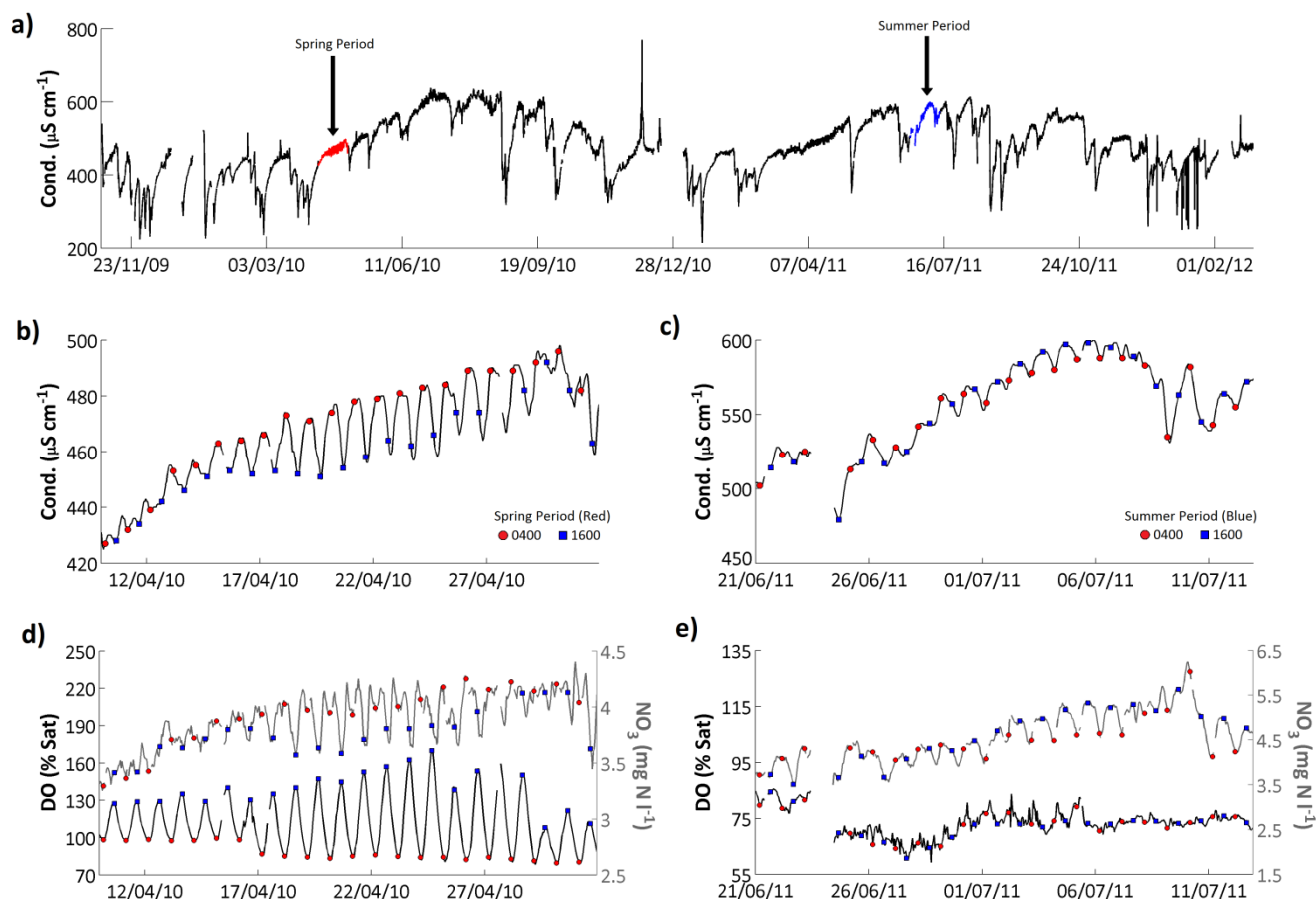 a)
Spring Period
Summer Period
Cond. (µS cm⁻¹)
800
600
400
200
23/11/09 03/03/10 11/06/10 19/09/10 28/12/10 07/04/11 16/07/11 24/10/11 01/02/12
b)
Cond. (µS cm⁻¹)
500
480
460
440
420
Spring Period (Red)
0400 1600
12/04/10 17/04/10 22/04/10 27/04/10
c)
Cond. (µS cm⁻¹)
600
550
500
450
Summer Period (Blue)
0400 1600
21/06/11 26/06/11 01/07/11 06/07/11 11/07/11
d)
DO (% Sat)
250
220
190
160
130
100
70
4.5
4
3.5
3
2.5
NO₃ (mg N l⁻¹)
12/04/10 17/04/10 22/04/10 27/04/10
e)
DO (% Sat)
135
115
95
75
55
6.5
5.5
4.5
3.5
2.5
1.5
NO₃ (mg N l⁻¹)
21/06/11 26/06/11 01/07/11 06/07/11 11/07/11